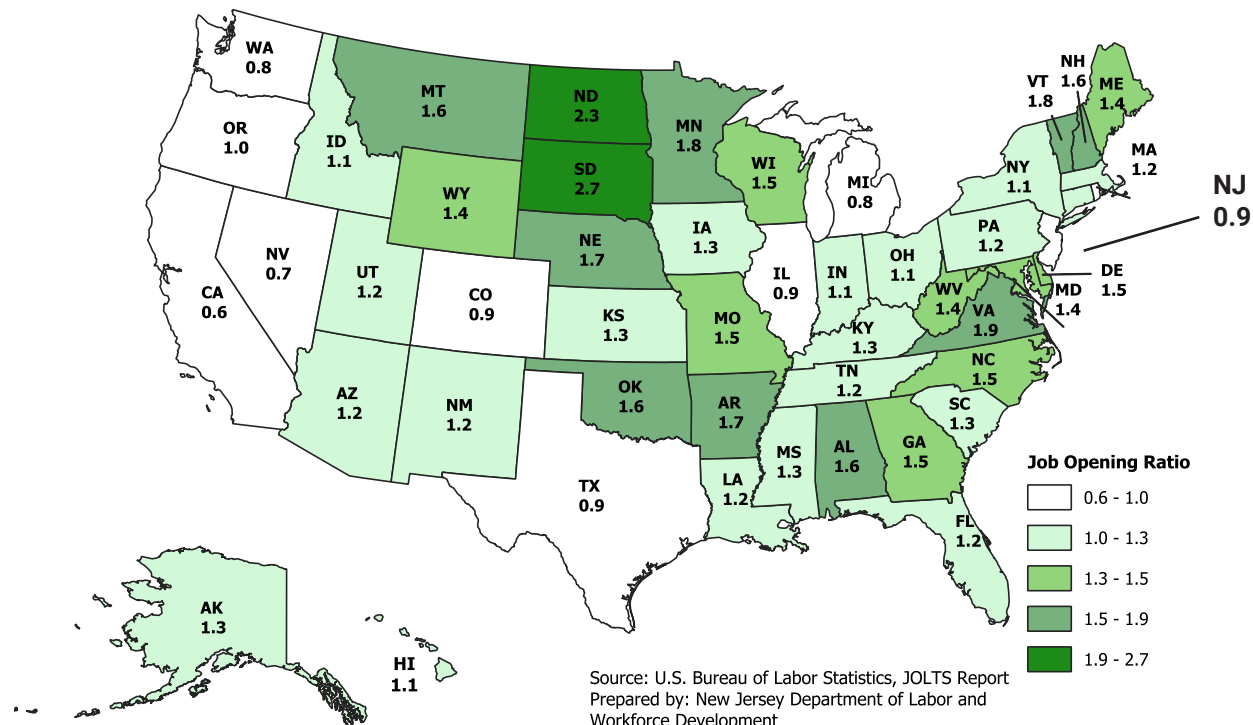 WA
0.8
OR
1.0
CA
0.6
NV
0.7
ID
1.1
MT
1.6
WY
1.4
UT
1.2
CO
0.9
AZ
1.2
NM
1.2
ND
2.3
SD
2.7
NE
1.7
KS
1.3
OK
1.6
TX
0.9
MN
1.8
IA
1.3
MO
1.5
AR
1.7
LA
1.2
WI
1.5
IL
0.9
MI
0.8
IN
1.1
OH
1.1
KY
1.3
TN
1.2
MS
1.3
AL
1.6
GA
1.5
FL
1.2
SC
1.3
NC
1.5
VA
1.9
WV
1.4
MD
1.4
DE
1.5
PA
1.2
NY
1.1
VT
1.8
NH
1.6
ME
1.4
MA
1.2
NJ
0.9
AK
1.3
HI
1.1
Job Opening Ratio
0.6 - 1.0
1.0 - 1.3
1.3 - 1.5
1.5 - 1.9
1.9 - 2.7
Source: U.S. Bureau of Labor Statistics, JOLTS Report
Prepared by: New Jersey Department of Labor and
Workforce Development